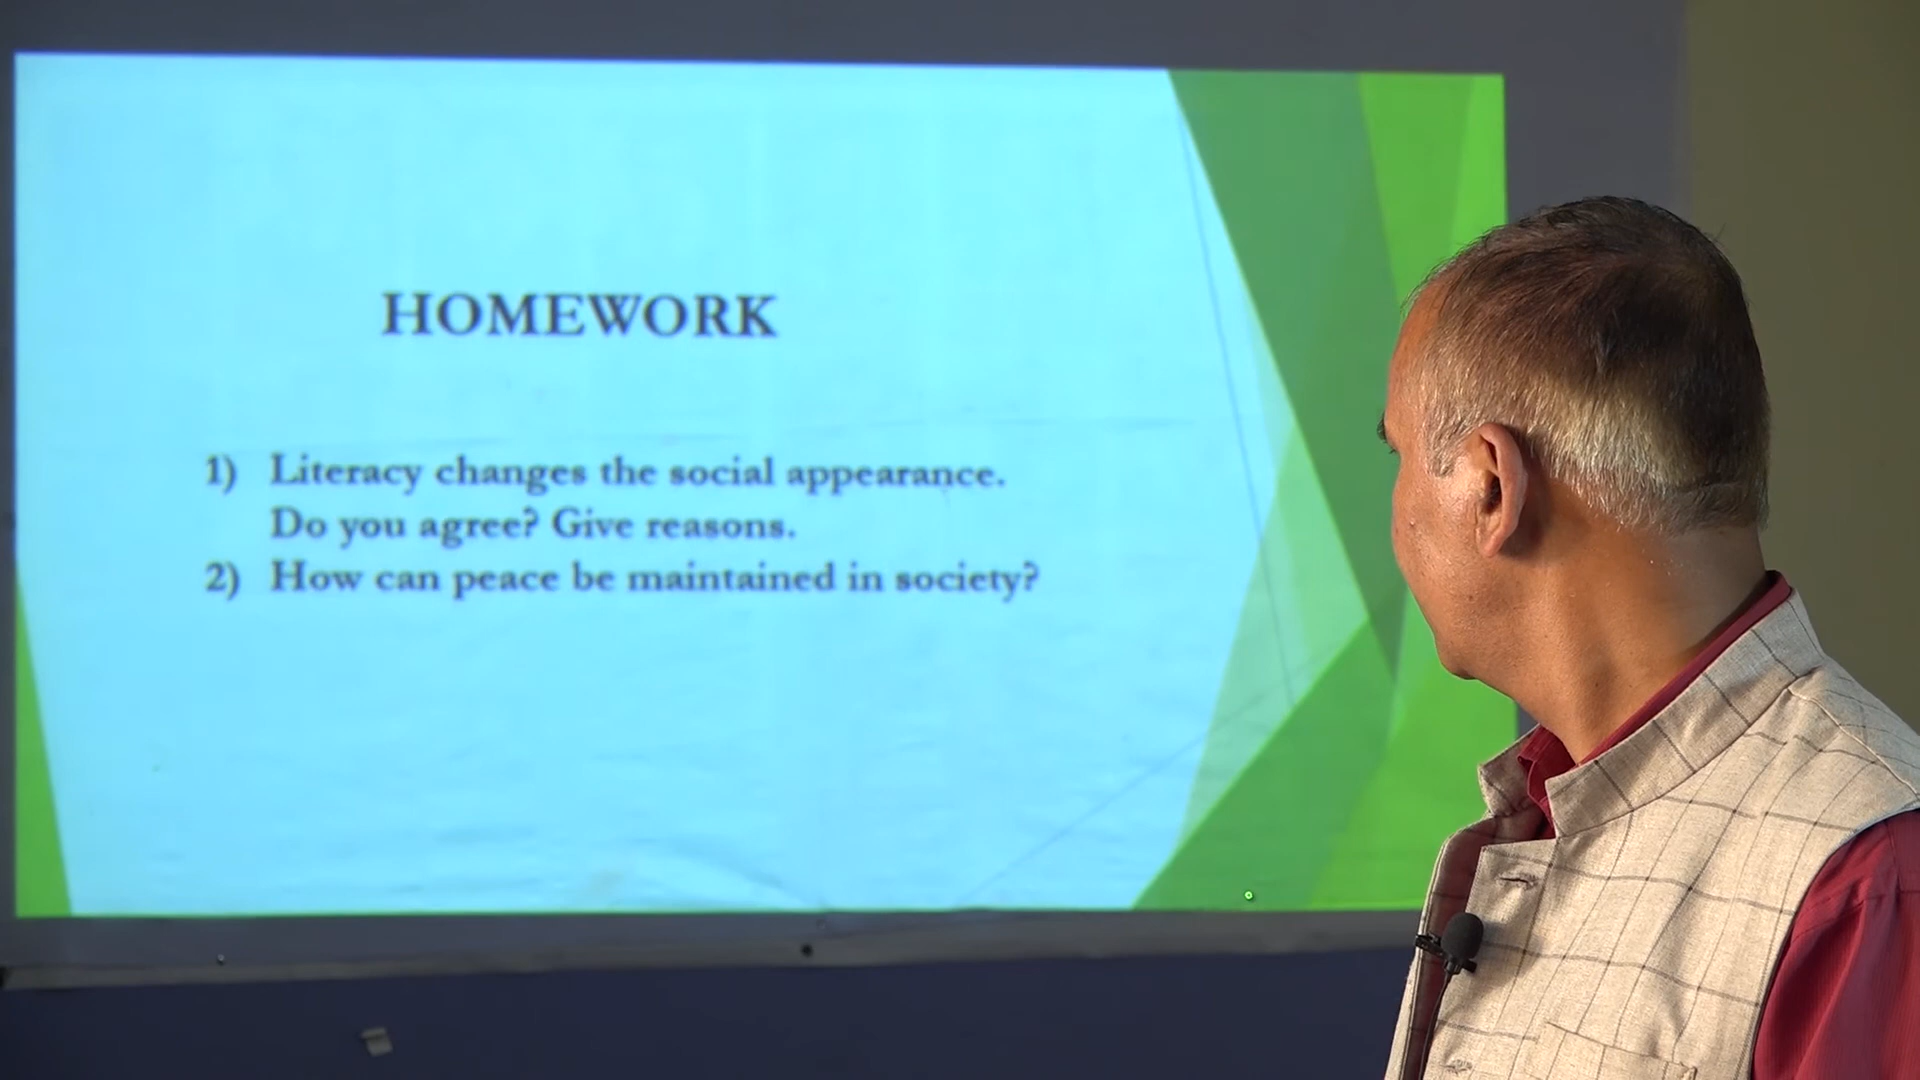 HOMEWORK
1) Literacy changes the social appearance.
Do you agree? Give reasons.
2) How can peace be maintained in society?